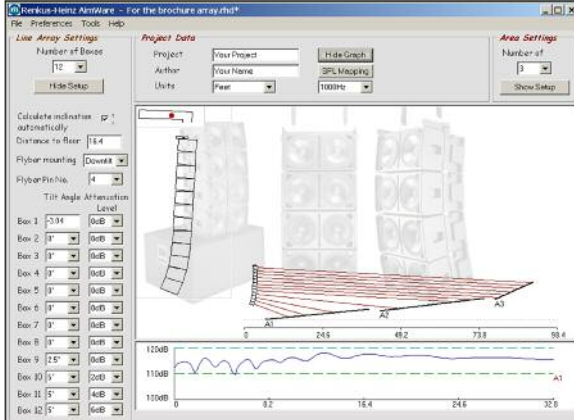 Renkus-Heinz AimWare - For the brochure array.rhd*
File Preferences Tools Help
Line Array Settings
Number of Boxes
12
Hide Setup
Project Data
Project Your Project Hide Graph
Author Your Name SPL Mapping
Units Feet 1000Hz
Area Settings
Number of
3
Show Setup
Calculate inclination
automatically
Distance to floor 16.4
Flybar mounting Downtilt
Flybar Pin No. 4
Tilt Angle Attenuation
Level
Box 1 -3.04 0dB
Box 2 0° 0dB
Box 3 0° 0dB
Box 4 0° 0dB
Box 5 0° 0dB
Box 6 0° 0dB
Box 7 0° 0dB
Box 8 0° 0dB
Box 9 2.5° 0dB
Box 10 5° 2dB
Box 11 5° 4dB
Box 12 5° 6dB
A1 A2 A3
0 24.6 49.2 73.8 98.4
120dB
110dB
100dB
A1
0 8.2 16.4 24.6 32.8